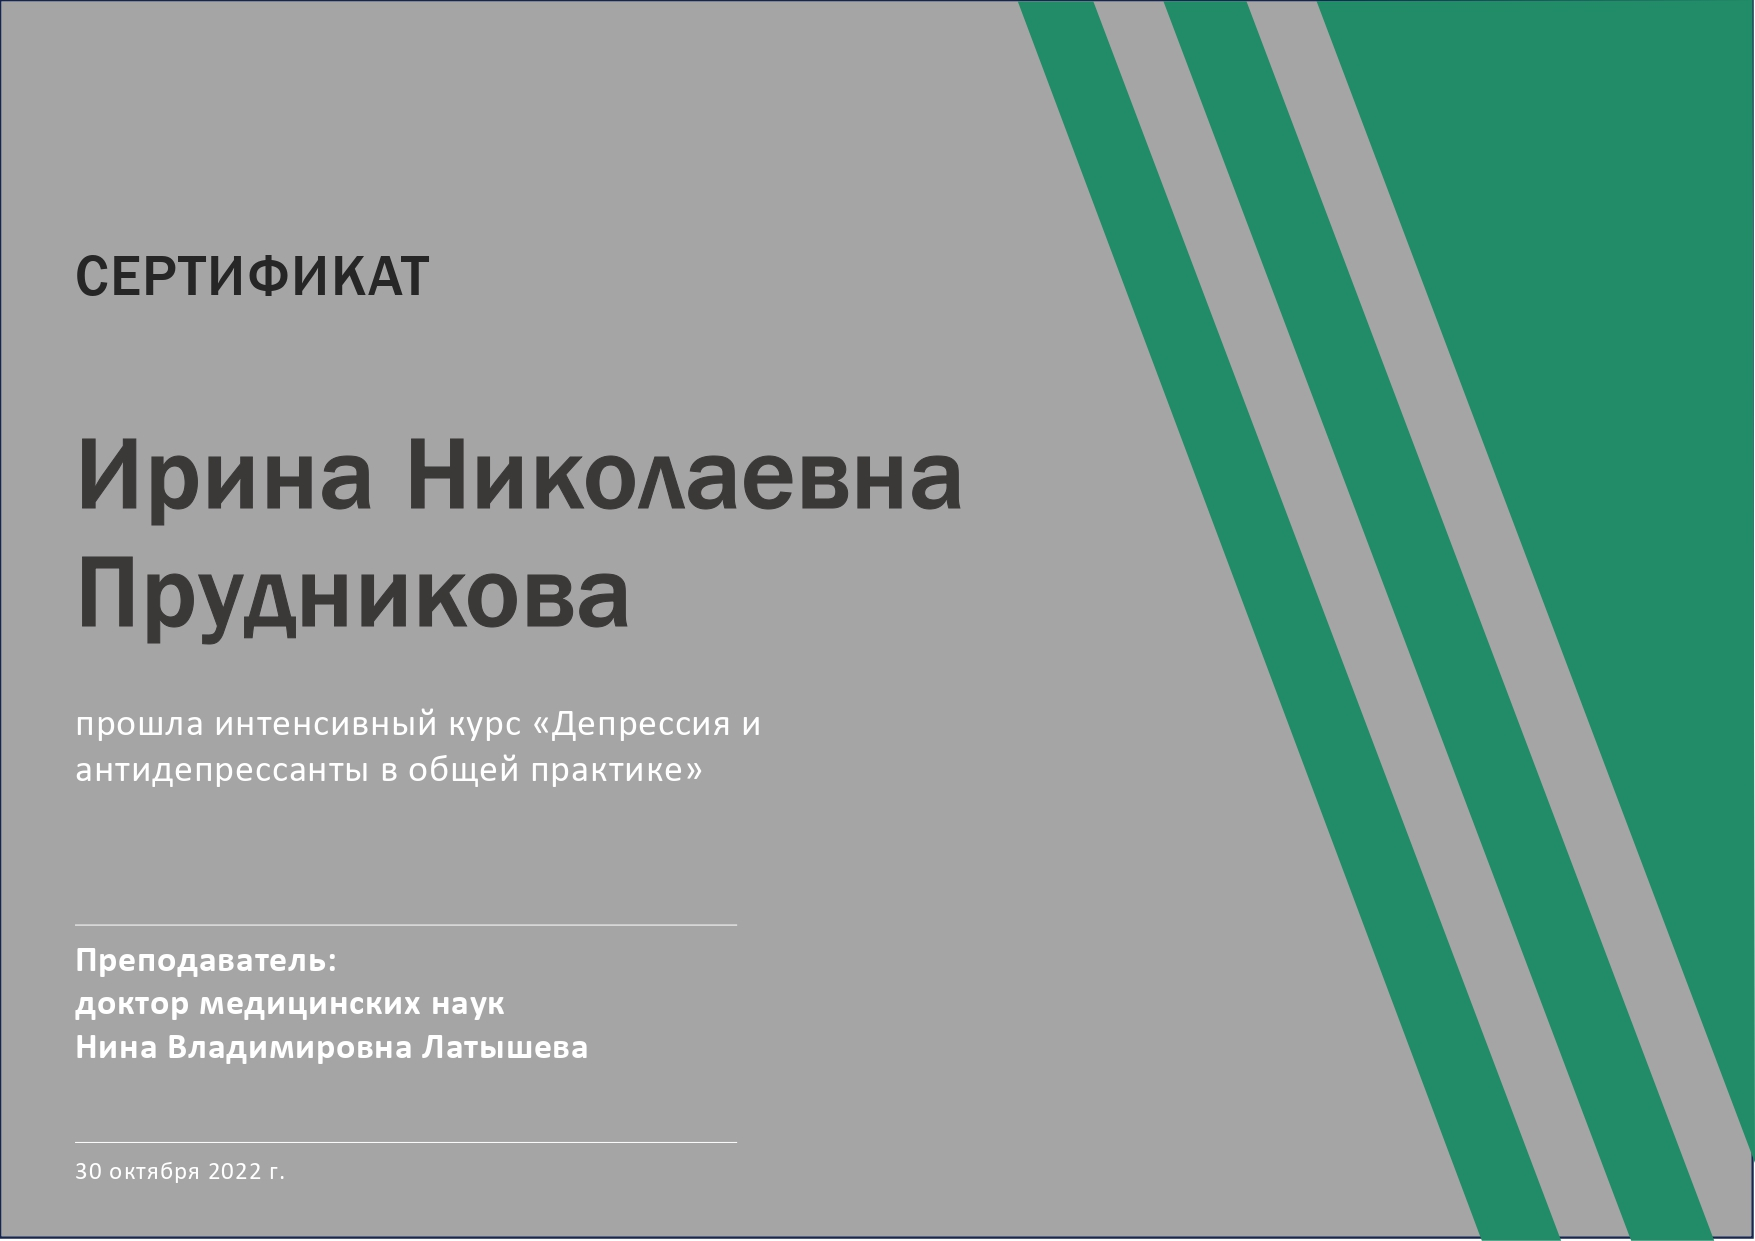 СЕРТИФИКАТ
Ирина Николаевна
Прудникова
прошла интенсивный курс «Депрессия и
антидепрессанты в общей практике»
Преподаватель:
доктор медицинских наук
Нина Владимировна Латышева
30 октября 2022 г.